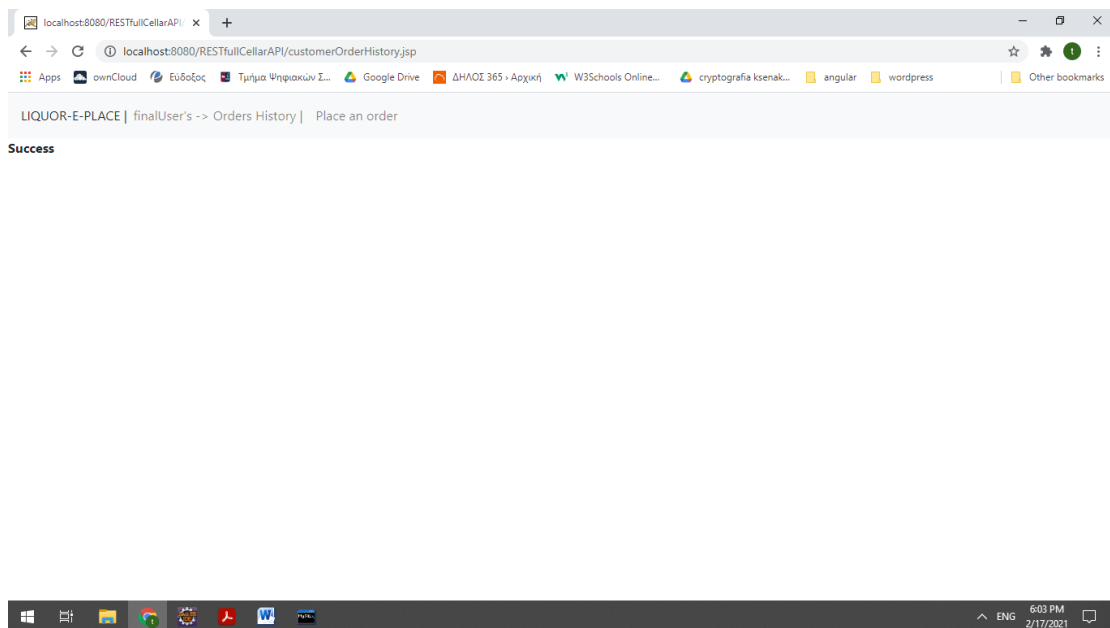 localhost:8080/RESTfullCellarAPI/
localhost:8080/RESTfullCellarAPI/customerOrderHistory.jsp
t
Apps ownCloud Εύδοξος Τμήμα Ψηφιακών Σ... Google Drive ΔΗΛΟΣ 365 › Αρχική W3Schools Online... cryptografia ksenak... angular wordpress Other bookmarks
LIQUOR-E-PLACE | finalUser's -> Orders History | Place an order
Success
ENG 6:03 PM
2/17/2021